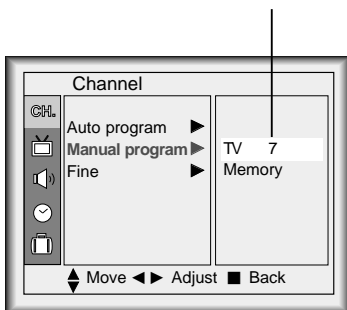 Channel
CH.
Auto program ▶
Manual program ▶ TV 7
Fine ▶ Memory
▲▼ Move ◀ ▶ Adjust ■ Back